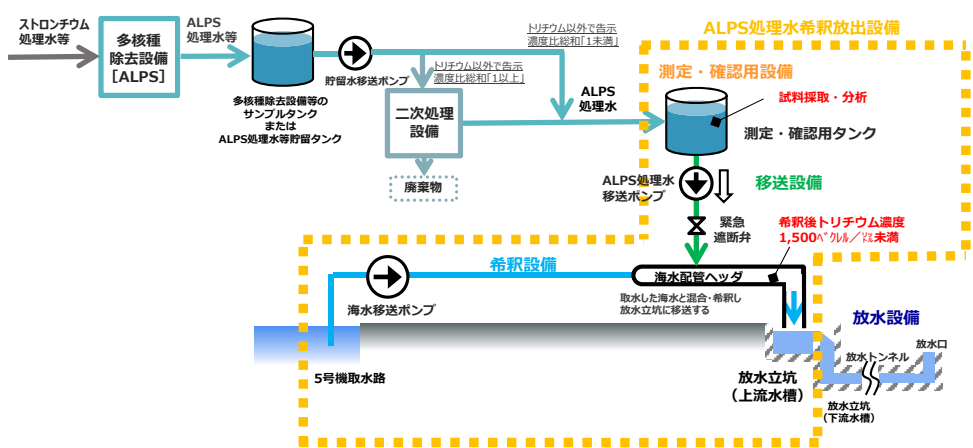 ストロンチウム
処理水等
多核種
除去設備
[ALPS]
ALPS
処理水等
多核種除去設備等の
サンプルタンク
または
ALPS処理水等貯留タンク
貯留水移送ポンプ
トリチウム以外で告示
濃度比総和「1未満」
トリチウム以外で告示
濃度比総和「1以上」
二次処理
設備
廃棄物
ALPS
処理水
ALPS処理水希釈放出設備
測定・確認用設備
試料採取・分析
測定・確認用タンク
ALPS処理水
移送ポンプ
移送設備
緊急
遮断弁
希釈後トリチウム濃度
1,500ベクレル/㍑未満
希釈設備
海水移送ポンプ
海水配管ヘッダ
取水した海水と混合・希釈し
放水立坑に移送する
5号機取水路
放水立坑
(上流水槽)
放水設備
放水口
放水トンネル
放水立坑
(下流水槽)